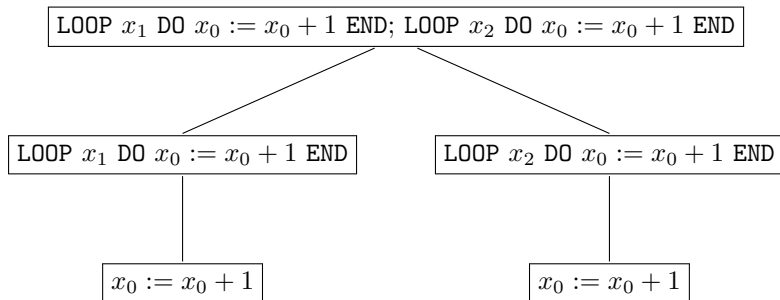 LOOP x₁ DO x₀ := x₀ + 1 END; LOOP x₂ DO x₀ := x₀ + 1 END
LOOP x₁ DO x₀ := x₀ + 1 END
LOOP x₂ DO x₀ := x₀ + 1 END
x₀ := x₀ + 1
x₀ := x₀ + 1